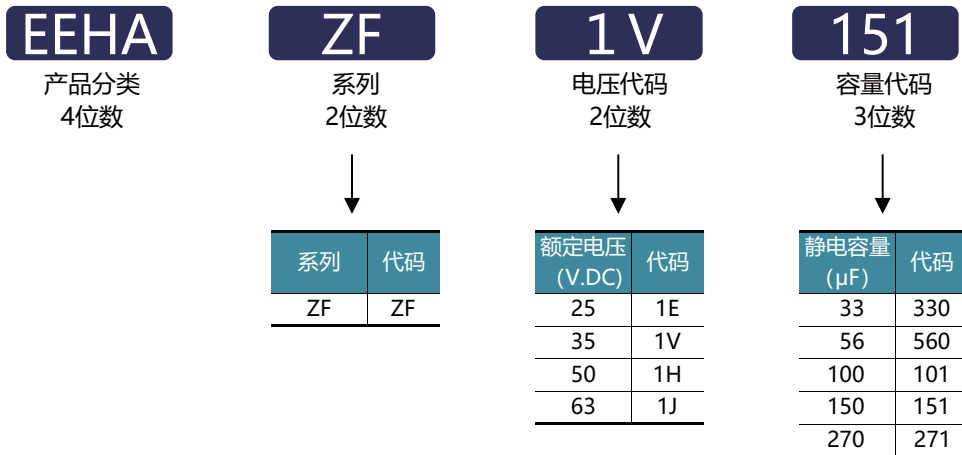 EEHA ZF 1V 151
产品分类 系列 电压代码 容量代码
4位数 2位数 2位数 3位数
系列 代码
ZF ZF
额定电压 代码
(V.DC)
25 1E
35 1V
50 1H
63 1J
静电容量 代码
(μF)
33 330
56 560
100 101
150 151
270 271